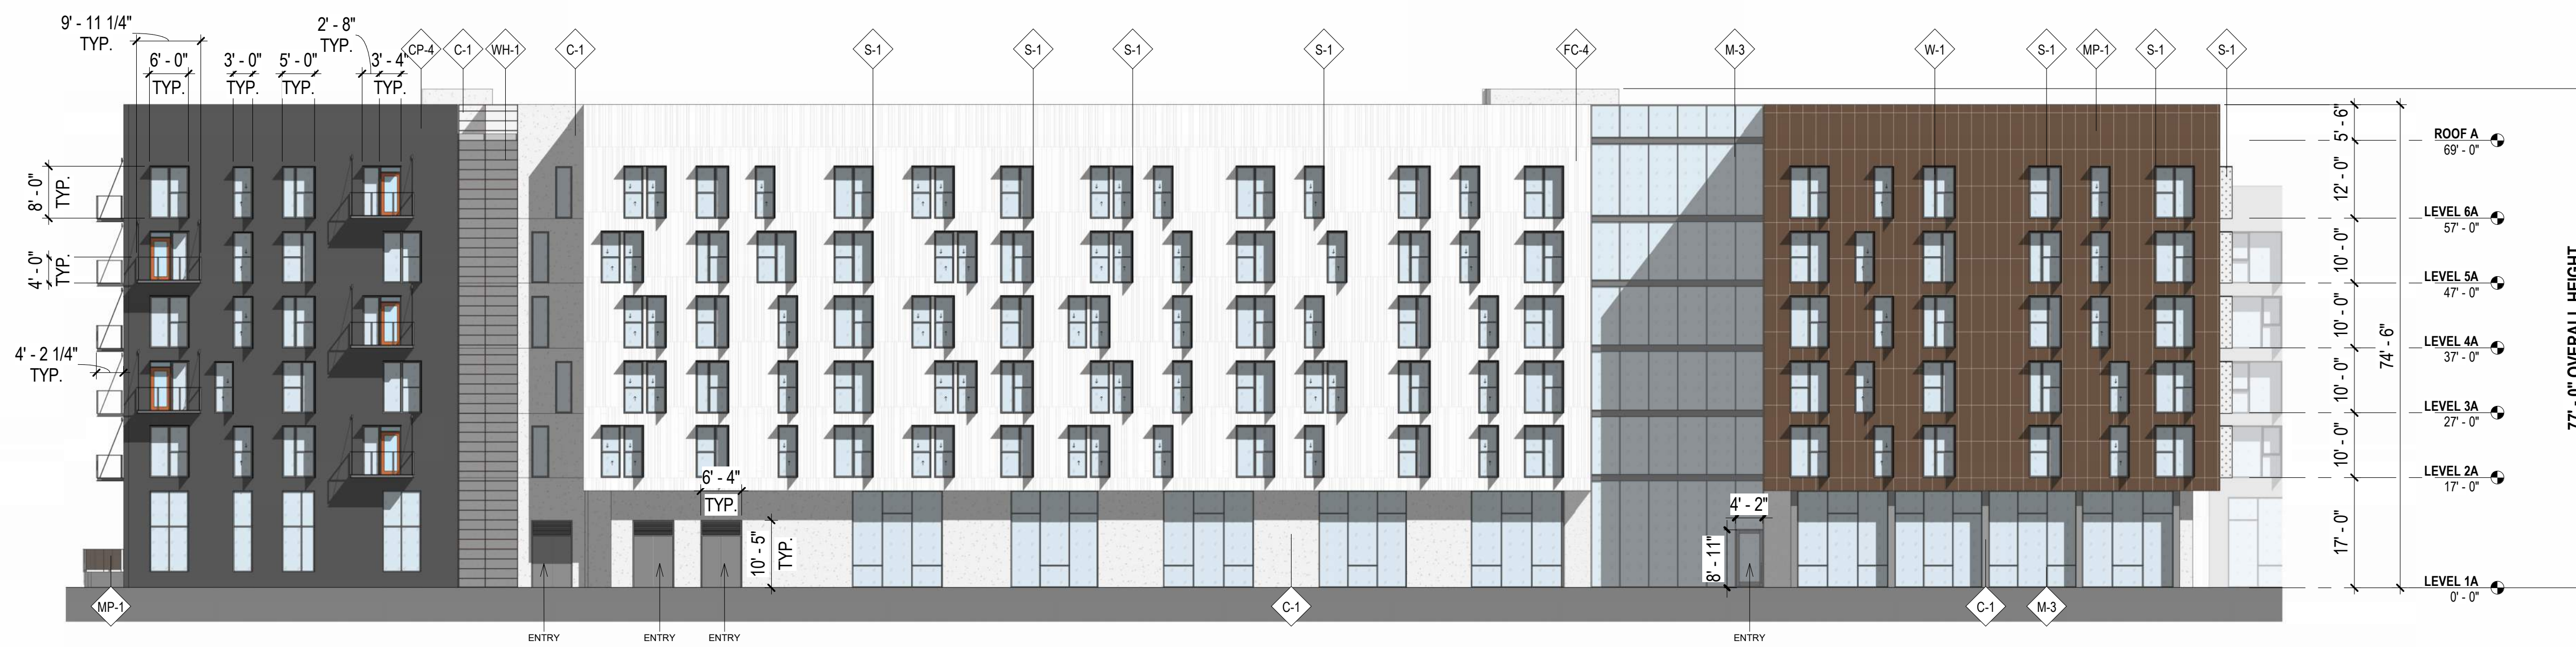 9' - 11 1/4"
TYP.
2' - 8"
TYP.
6' - 0"
TYP.
3' - 0"
TYP.
5' - 0"
TYP.
3' - 4"
TYP.
CP-4
C-1
WH-1
C-1
S-1
S-1
S-1
S-1
FC-4
M-3
W-1
S-1
MP-1
S-1
S-1
8' - 0"
TYP.
4' - 0"
TYP.
4' - 2 1/4"
TYP.
6' - 4"
TYP.
10' - 5"
TYP.
4' - 2"
8' - 11"
5' - 6"
12' - 0"
10' - 0"
10' - 0"
10' - 0"
10' - 0"
17' - 0"
74' - 6"
77' - 0" OVERALL HEIGHT
ROOF A
69' - 0"
LEVEL 6A
57' - 0"
LEVEL 5A
47' - 0"
LEVEL 4A
37' - 0"
LEVEL 3A
27' - 0"
LEVEL 2A
17' - 0"
LEVEL 1A
0' - 0"
MP-1
C-1
C-1
M-3
ENTRY
ENTRY
ENTRY
ENTRY